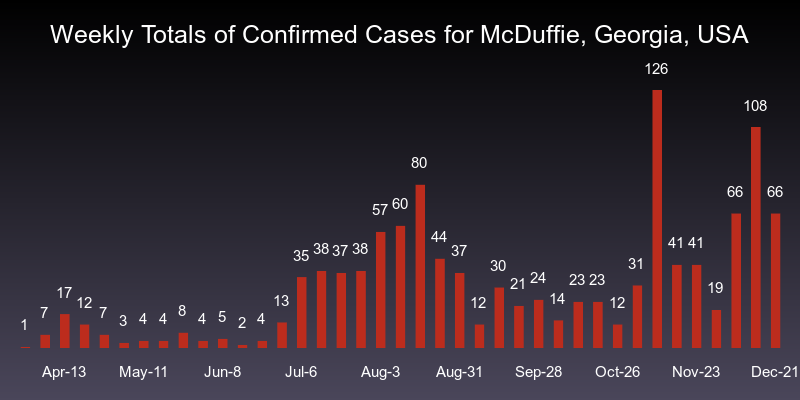 Weekly Totals of Confirmed Cases for McDuffie, Georgia, USA
1 7 17 12 7 3 4 4 8 4 5 2 4 13 35 38 37 38 57 60 80 44 37 12 30 21 24 14 23 23 12 31 126 41 41 19 66 108 66
Apr-13 May-11 Jun-8 Jul-6 Aug-3 Aug-31 Sep-28 Oct-26 Nov-23 Dec-21